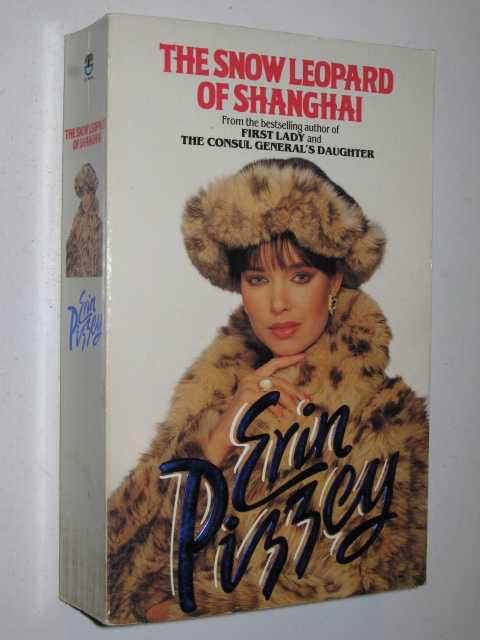 THE SNOW LEOPARD
OF SHANGHAI
From the bestselling author of
FIRST LADY and
THE CONSUL GENERAL'S DAUGHTER
Erin
Pizzey
THE SNOW LEOPARD
OF SHANGHAI
Erin
Pizzey